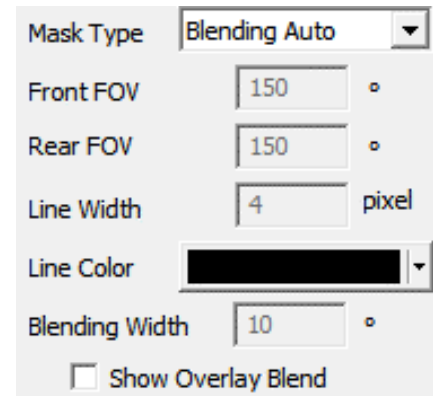 Mask Type Blending Auto
Front FOV 150 °
Rear FOV 150 °
Line Width 4 pixel
Line Color
Blending Width 10 °
Show Overlay Blend